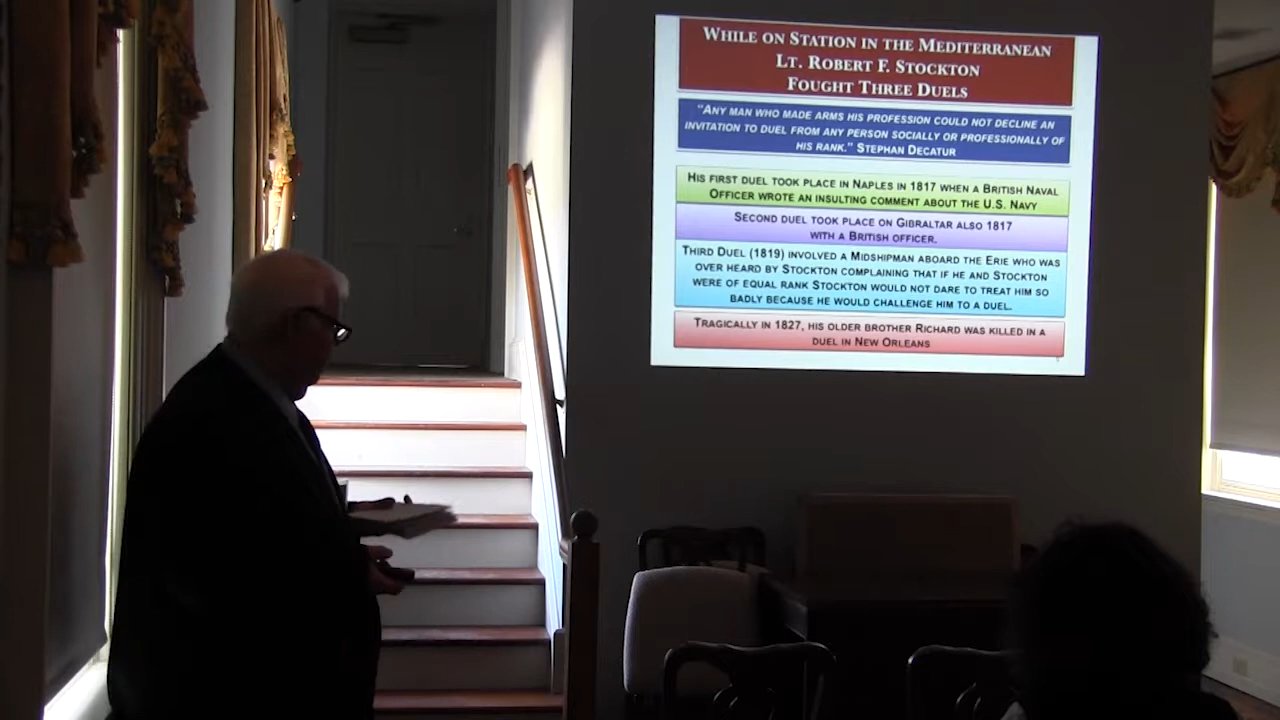 While on Station in the Mediterranean
Lt. Robert F. Stockton
Fought Three Duels
"Any man who made arms his profession could not decline an
invitation to duel from any person socially or professionally of
his rank." Stephan Decatur
His first duel took place in Naples in 1817 when a British Naval
Officer wrote an insulting comment about the U.S. Navy
Second duel took place on Gibraltar also 1817
with a British officer.
Third Duel (1819) involved a Midshipman aboard the Erie who was
over heard by Stockton complaining that if he and Stockton
were of equal rank Stockton would not dare to treat him so
badly because he would challenge him to a duel.
Tragically in 1827, his older brother Richard was killed in a
duel in New Orleans